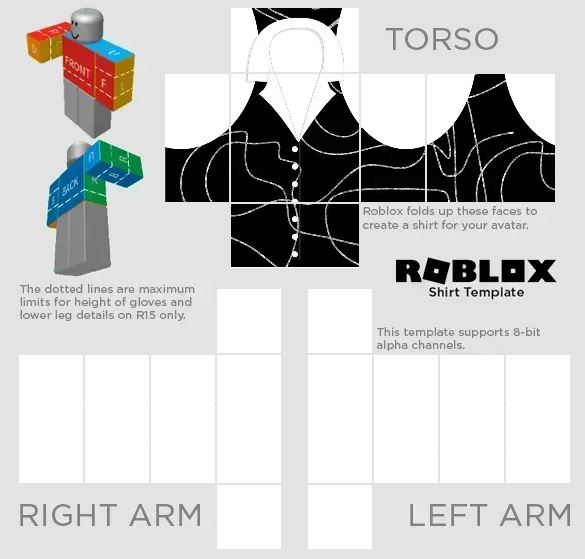 TORSO
FRONT
F
L
U
BACK
R
B
U
Roblox folds up these faces to
create a shirt for your avatar.
ROBLOX
Shirt Template
The dotted lines are maximum
limits for height of gloves and
lower leg details on R15 only.
This template supports 8-bit
alpha channels.
RIGHT ARM
LEFT ARM